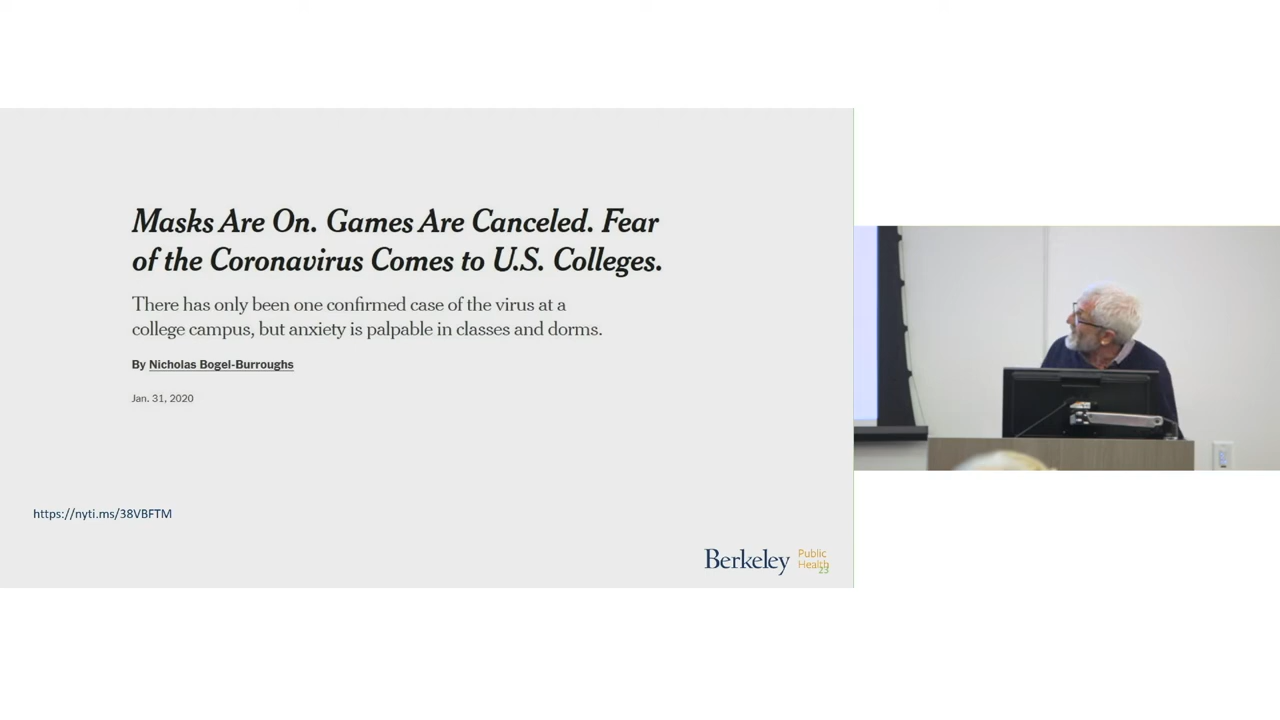 Masks Are On. Games Are Canceled. Fear
of the Coronavirus Comes to U.S. Colleges.
There has only been one confirmed case of the virus at a
college campus, but anxiety is palpable in classes and dorms.
By Nicholas Bogel-Burroughs
Jan. 31, 2020
https://nyti.ms/38VBFTM
Berkeley Public
Health
23